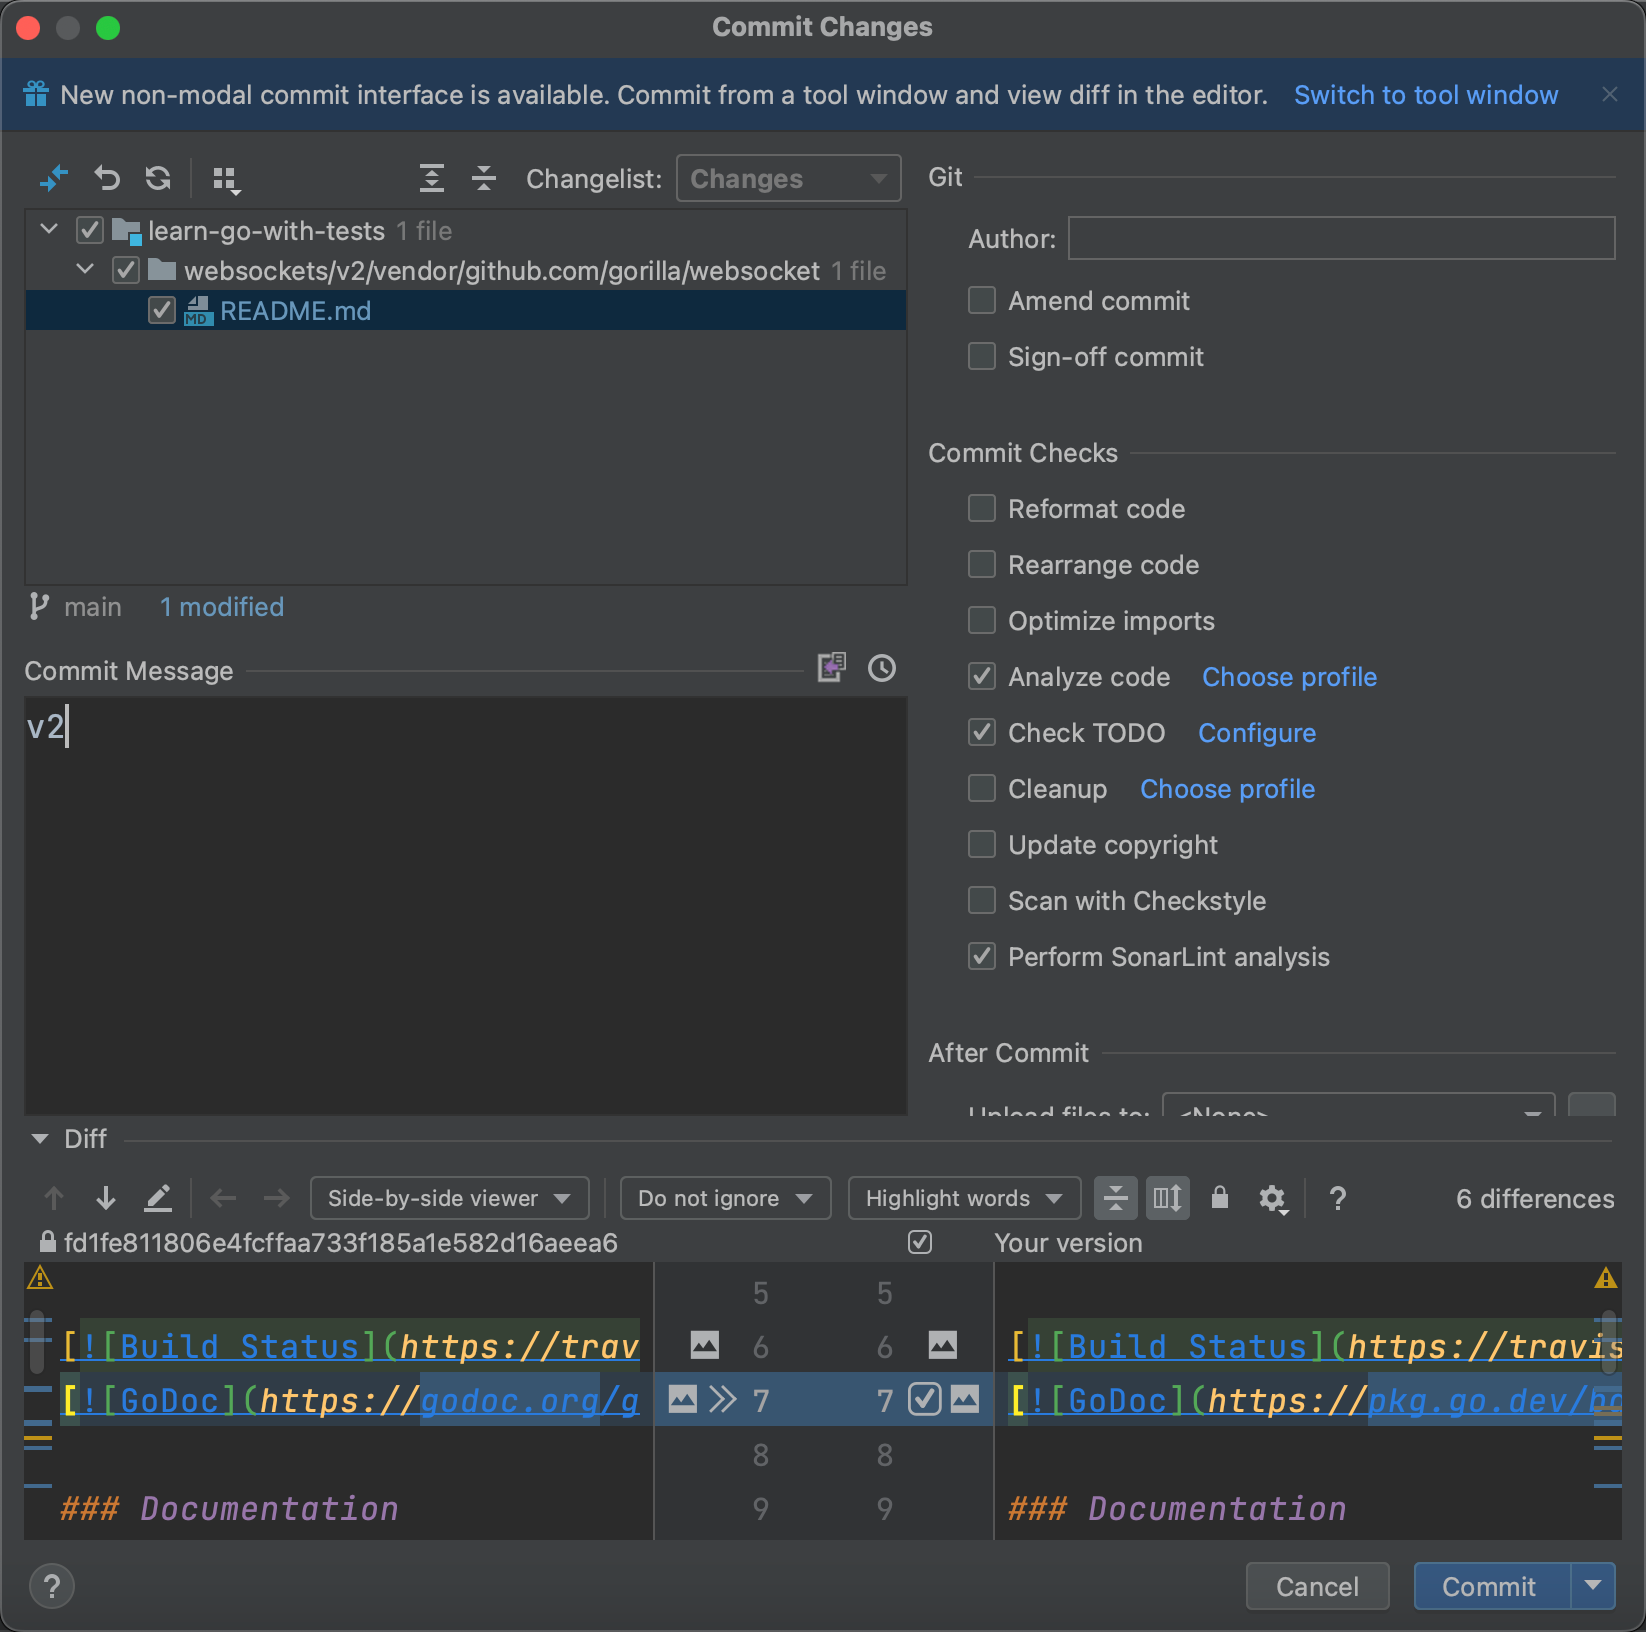 Commit Changes
New non-modal commit interface is available. Commit from a tool window and view diff in the editor. Switch to tool window
Changelist: Changes
learn-go-with-tests 1 file
websockets/v2/vendor/github.com/gorilla/websocket 1 file
MD README.md
main 1 modified
Commit Message
v2
Git
Author:
Amend commit
Sign-off commit
Commit Checks
Reformat code
Rearrange code
Optimize imports
Analyze code Choose profile
Check TODO Configure
Cleanup Choose profile
Update copyright
Scan with Checkstyle
Perform SonarLint analysis
After Commit
Upload files to: <None>
Diff
Side-by-side viewer Do not ignore Highlight words ? 6 differences
fd1fe811806e4fcffaa733f185a1e582d16aeea6 Your version
5 5
[![Build Status](https://trav 6 6 [![Build Status](https://travis
[![GoDoc](https://godoc.org/g 7 7 [![GoDoc](https://pkg.go.dev/
8 8
### Documentation 9 9 ### Documentation
? Cancel Commit